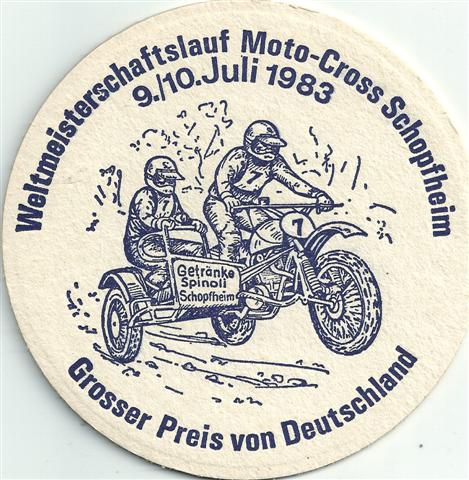 Weltmeisterschaftslauf Moto-Cross Schopfheim
9./10. Juli 1983
7
Getränke
Spinoli
Schopfheim
Grosser Preis von Deutschland